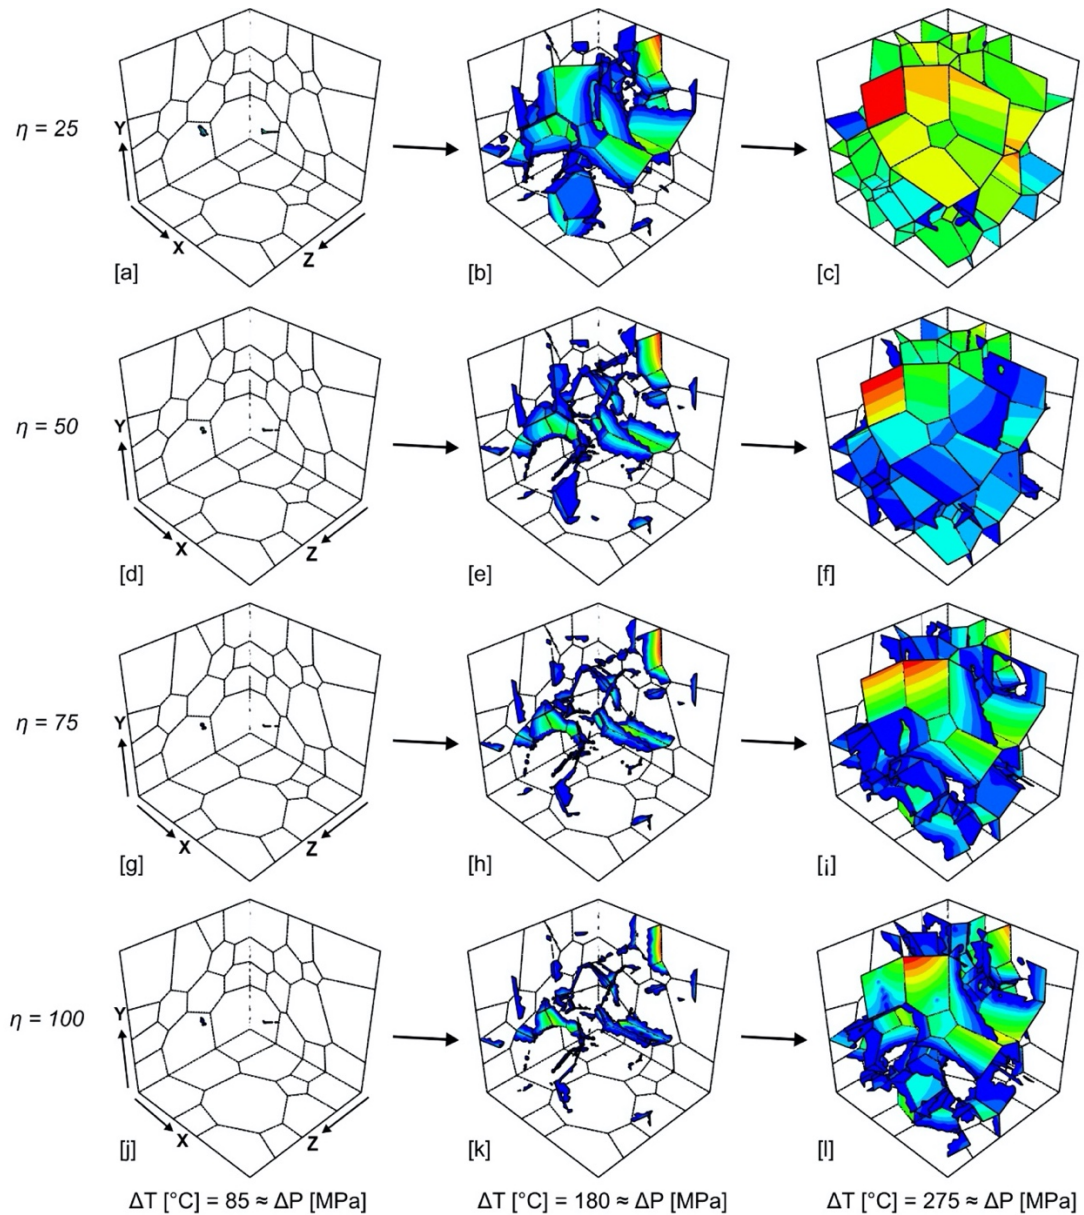 η = 25
Y
X
Z
[a]
[b]
[c]
η = 50
Y
X
Z
[d]
[e]
[f]
η = 75
Y
X
Z
[g]
[h]
[i]
η = 100
Y
X
Z
[j]
[k]
[l]
ΔT [°C] = 85 ≈ ΔP [MPa]
ΔT [°C] = 180 ≈ ΔP [MPa]
ΔT [°C] = 275 ≈ ΔP [MPa]